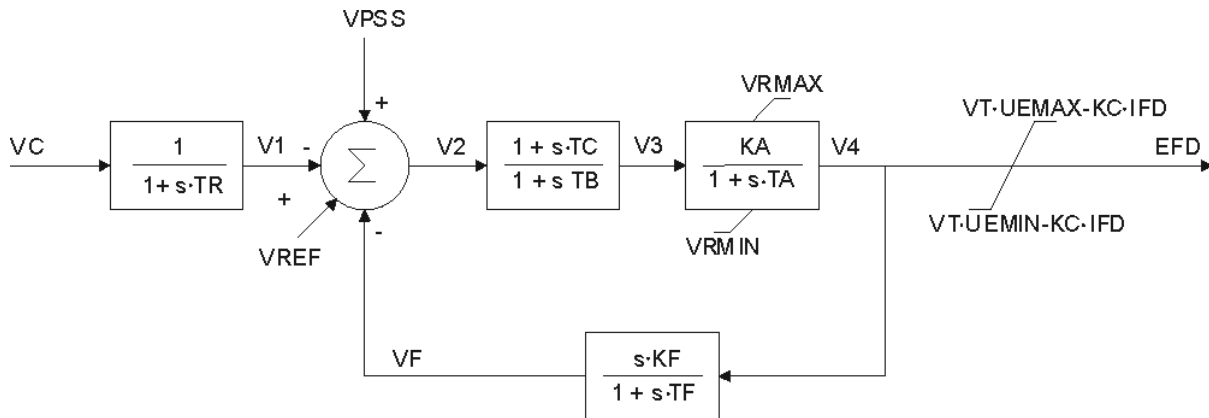 VPSS
+
VRMAX
VT·UEMAX-KC·IFD
VC
1
1+ s·TR
V1
-
Σ
V2
1 + s·TC
1 + s TB
V3
KA
1 + s·TA
V4
EFD
+
VREF
-
VRMIN
VT·UEMIN-KC·IFD
VF
s·KF
1 + s·TF